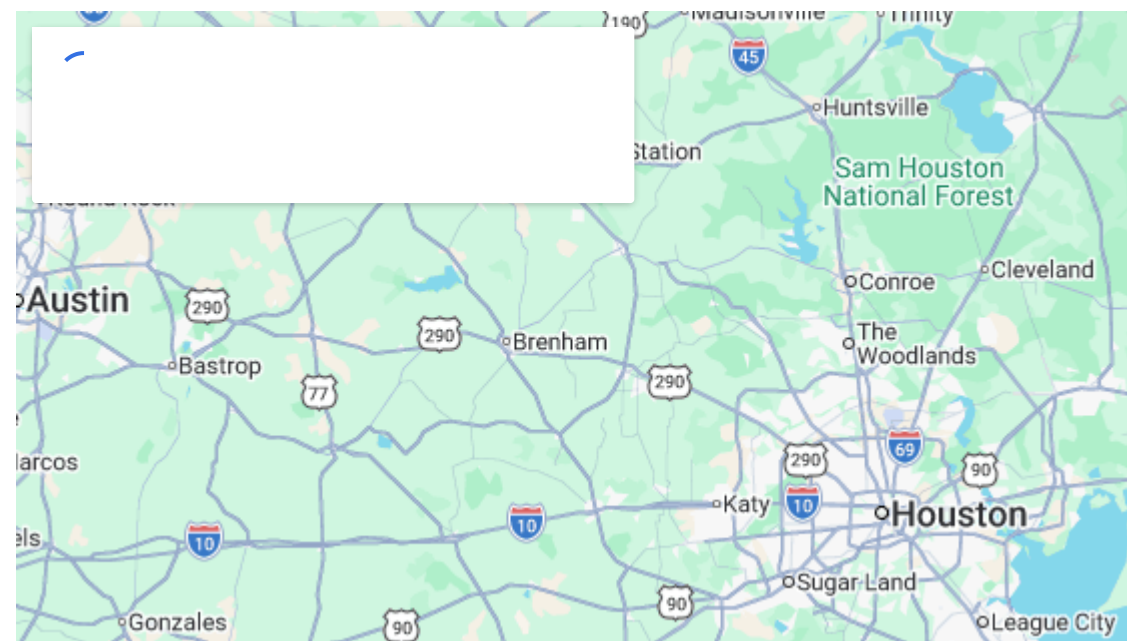 190
Madisonville
Trinity
45
Huntsville
Station
Sam Houston
National Forest
Round Rock
Cleveland
Conroe
Austin
290
290
Brenham
The
Woodlands
Bastrop
77
290
69
290
90
arcos
Katy
10
Houston
10
10
els
Sugar Land
90
Gonzales
90
League City